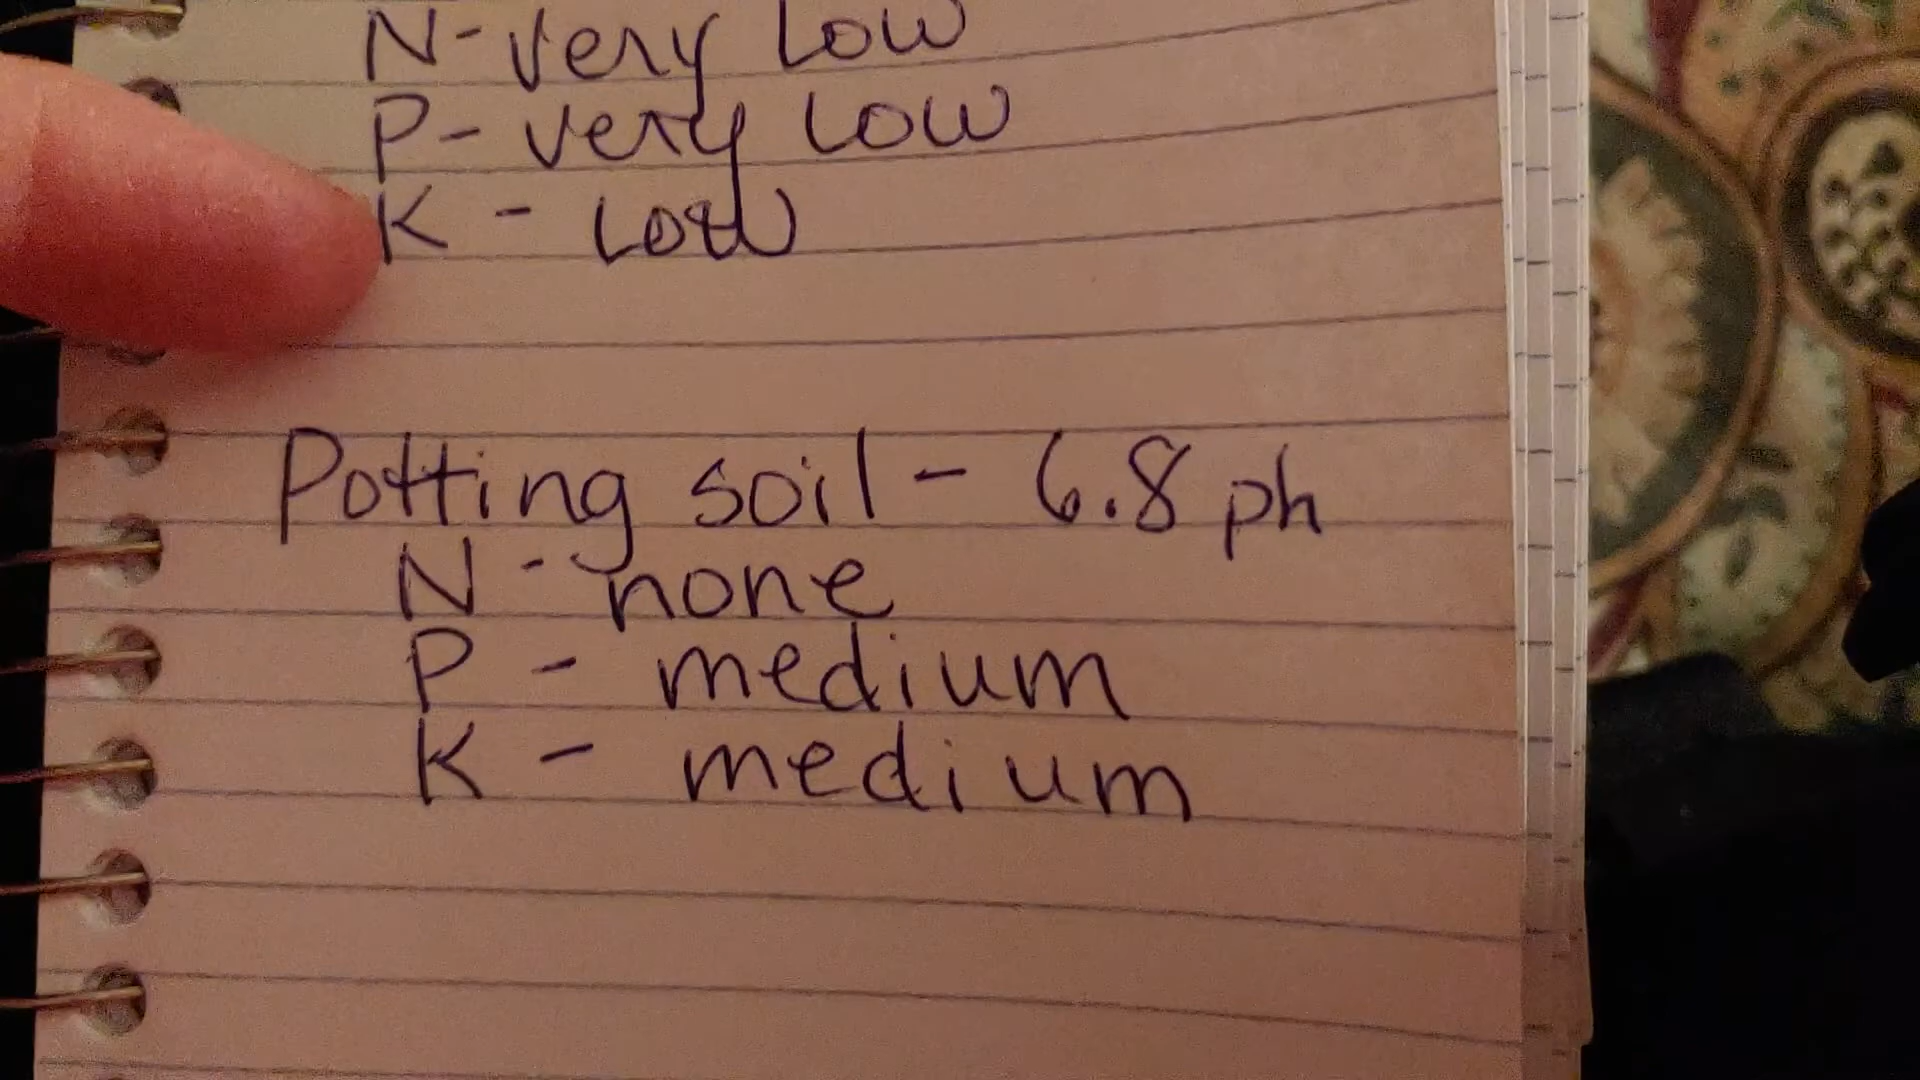 N-very Low
P-very Low
K - Low
Potting soil - 6.8 ph
N - none
P - medium
K - medium